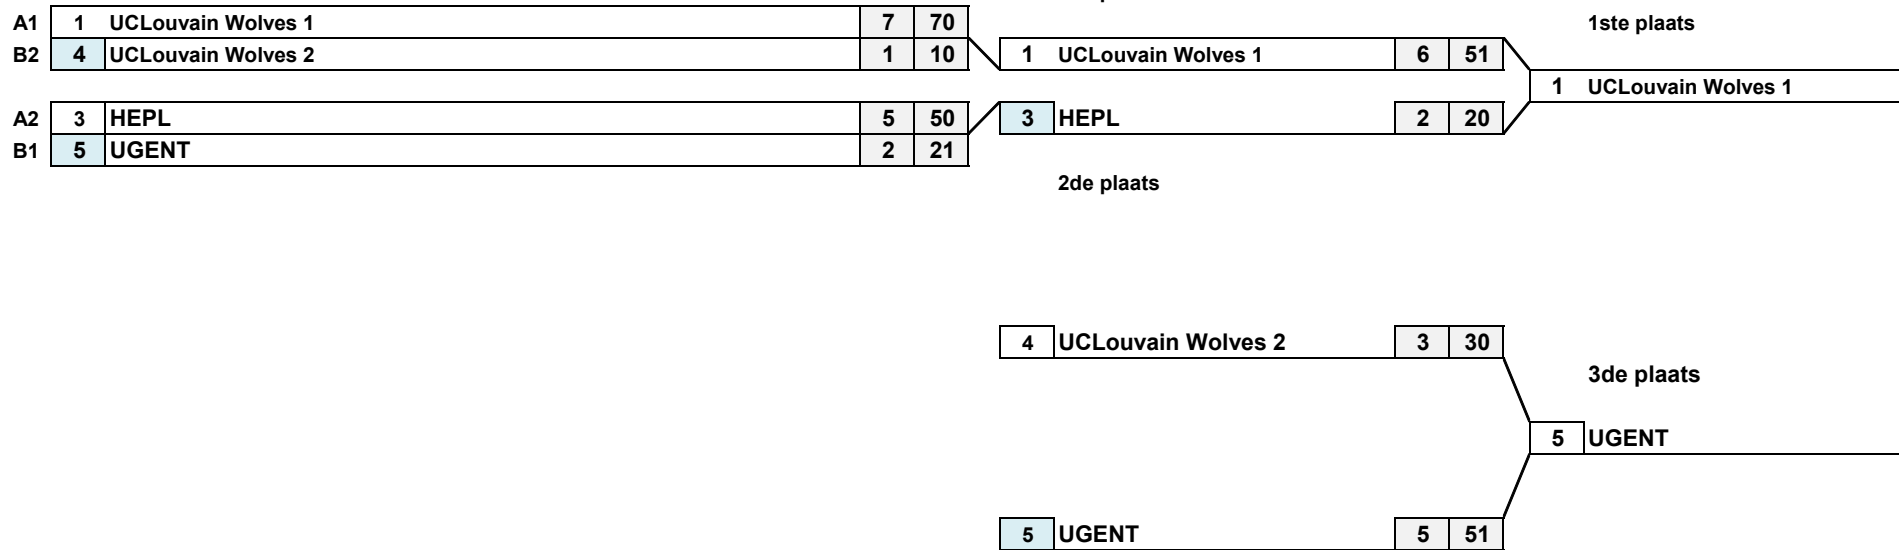 A1 1 UCLouvain Wolves 1 7 70
1ste plaats
B2 4 UCLouvain Wolves 2 1 10
1 UCLouvain Wolves 1 6 51
1 UCLouvain Wolves 1
A2 3 HEPL 5 50
3 HEPL 2 20
B1 5 UGENT 2 21
2de plaats
4 UCLouvain Wolves 2 3 30
3de plaats
5 UGENT
5 UGENT 5 51